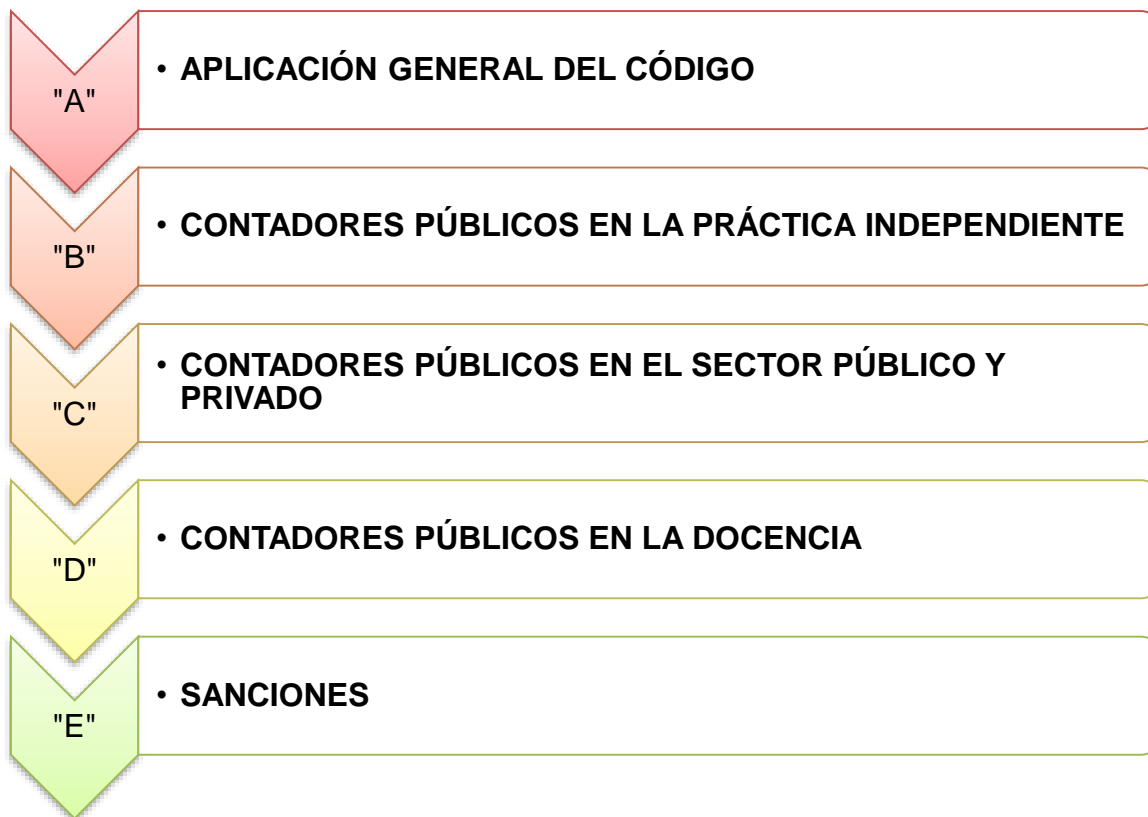 "A"
• APLICACIÓN GENERAL DEL CÓDIGO
"B"
• CONTADORES PÚBLICOS EN LA PRÁCTICA INDEPENDIENTE
"C"
• CONTADORES PÚBLICOS EN EL SECTOR PÚBLICO Y
PRIVADO
"D"
• CONTADORES PÚBLICOS EN LA DOCENCIA
"E"
• SANCIONES